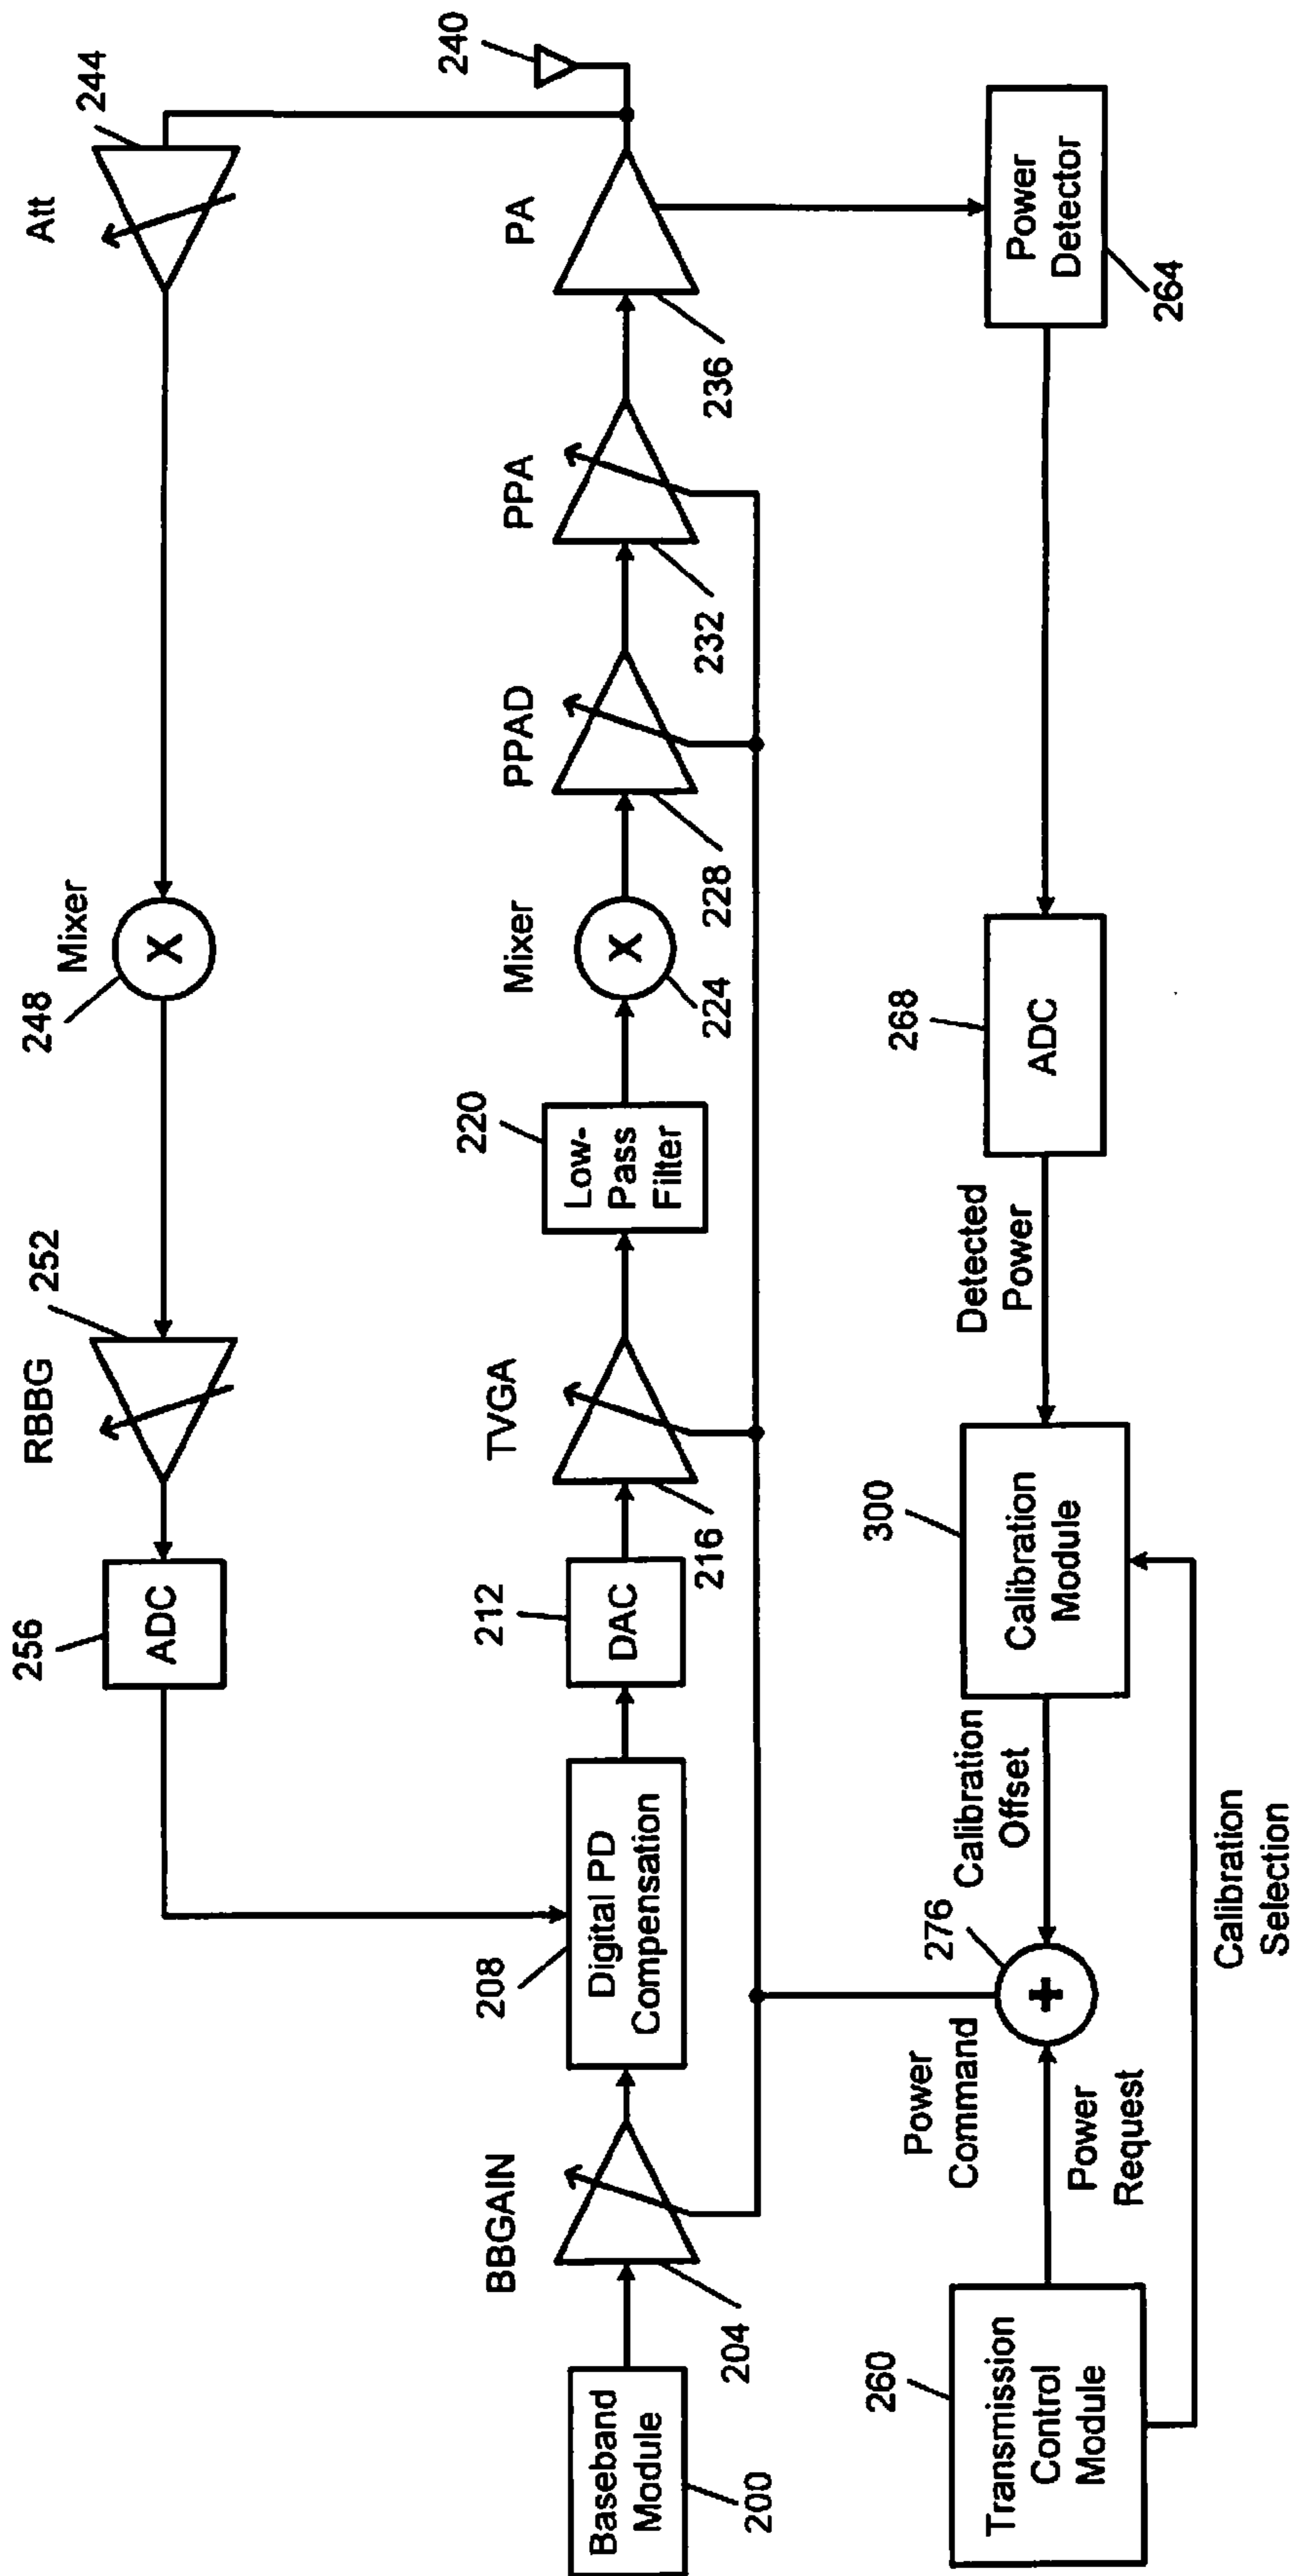 244
Att
240
Mixer
248
X
252
RBBG
256
ADC
PA
236
PPA
232
PPAD
228
Mixer
X
224
220
Low-
Pass
Filter
TVGA
216
212
DAC
208
Digital PD
Compensation
BBGAIN
204
Baseband
Module
200
Power
Detector
264
268
ADC
Detected
Power
300
Calibration
Module
Calibration
Offset
276
+
Power
Command
Power
Request
Calibration
Selection
260
Transmission
Control
Module